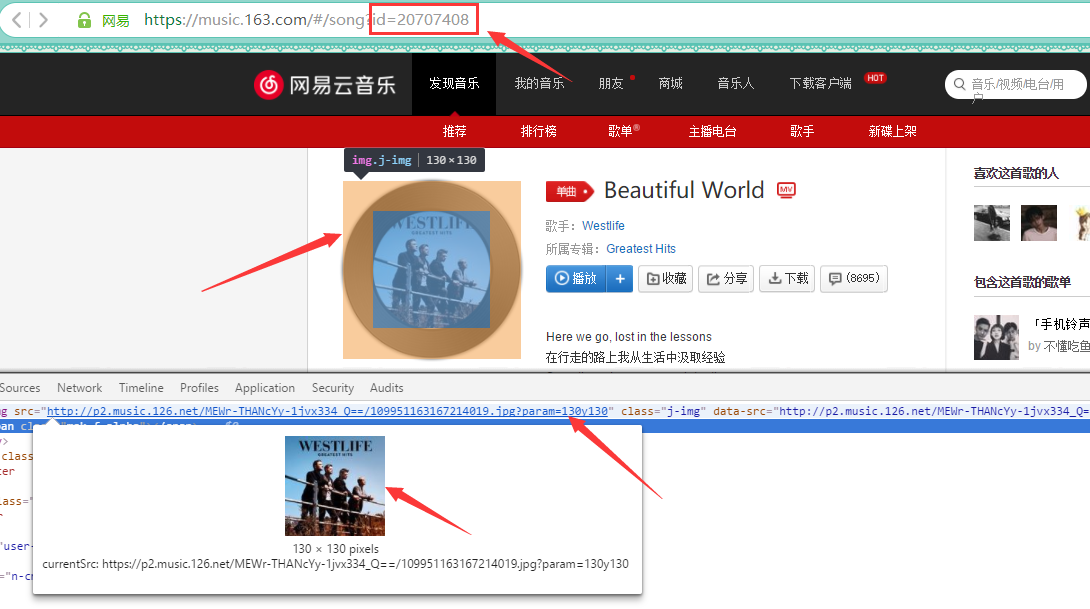 网易 https://music.163.com/#/song?id=20707408
网易云音乐 发现音乐 我的音乐 朋友 商城 音乐人 下载客户端 HOT 音乐/视频/电台/用户
推荐 排行榜 歌单® 主播电台 歌手 新碟上架
img.j-img 130×130
单曲 Beautiful World MV
歌手：Westlife
所属专辑：Greatest Hits
播放 + 收藏 分享 下载 (8695)
Here we go, lost in the lessons
在行走的路上我从生活中汲取经验
喜欢这首歌的人
包含这首歌的歌单
「手机铃声
by 不懂吃鱼
WESTLIFE
GREATEST HITS
Sources Network Timeline Profiles Application Security Audits
ng src="http://p2.music.126.net/MEWr-THANcYy-1jvx334_Q==/109951163167214019.jpg?param=130y130" class="j-img" data-src="http://p2.music.126.net/MEWr-THANcYy-1jvx334_Q=
class
ter
lass="
"user-
="n-cm
WESTLIFE
GREATEST HITS
130 × 130 pixels
currentSrc: https://p2.music.126.net/MEWr-THANcYy-1jvx334_Q==/109951163167214019.jpg?param=130y130